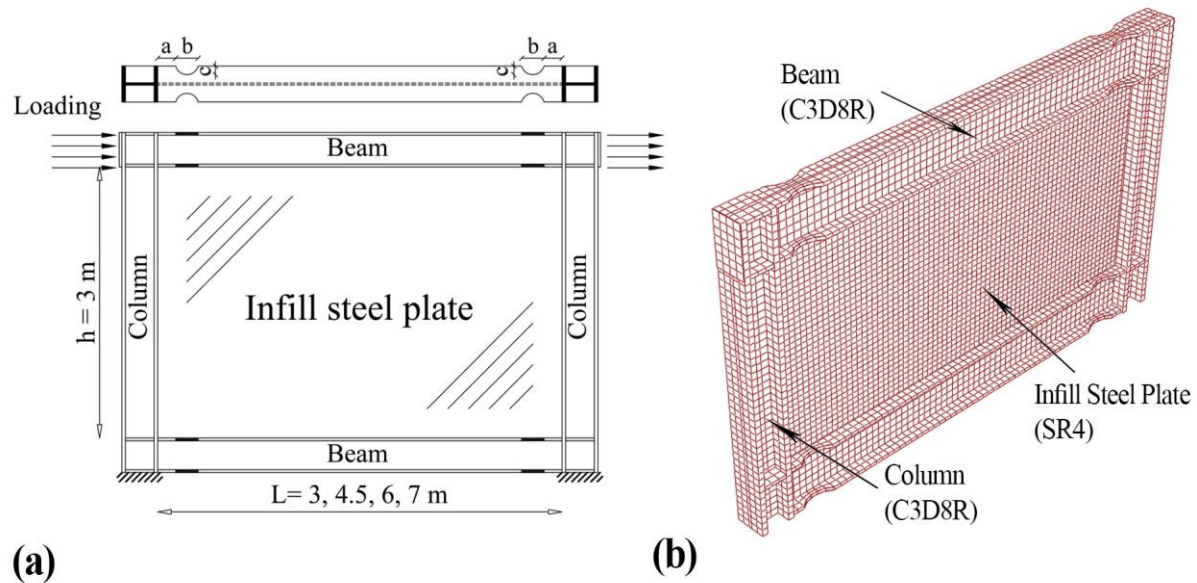 a b
b a
c
c
Loading
Beam
Column
Infill steel plate
Column
h = 3 m
Beam
L= 3, 4.5, 6, 7 m
(a)
Beam
(C3D8R)
Infill Steel Plate
(SR4)
Column
(C3D8R)
(b)